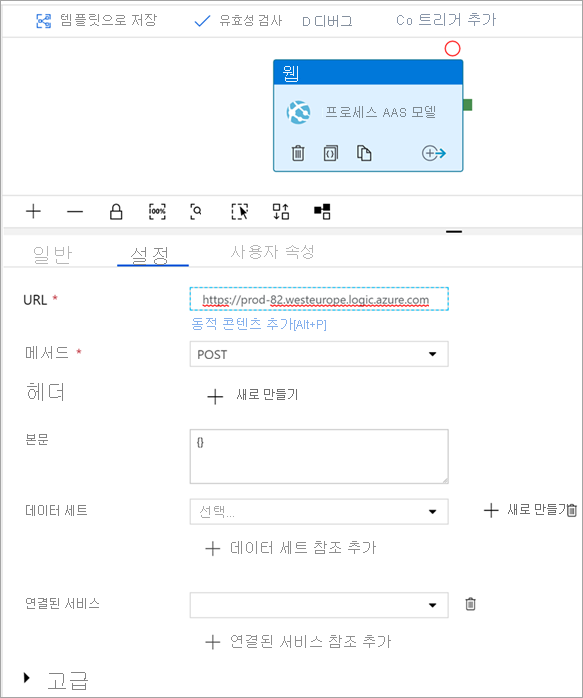 템플릿으로 저장 유효성 검사 D 디버그 Co 트리거 추가
웹
프로세스 AAS 모델
100%
일반 설정 사용자 속성
URL * https://prod-82.westeurope.logic.azure.com
동적 콘텐츠 추가[Alt+P]
메서드 * POST
헤더 새로 만들기
본문 {}
데이터 세트 선택... 새로 만들기
데이터 세트 참조 추가
연결된 서비스
연결된 서비스 참조 추가
고급